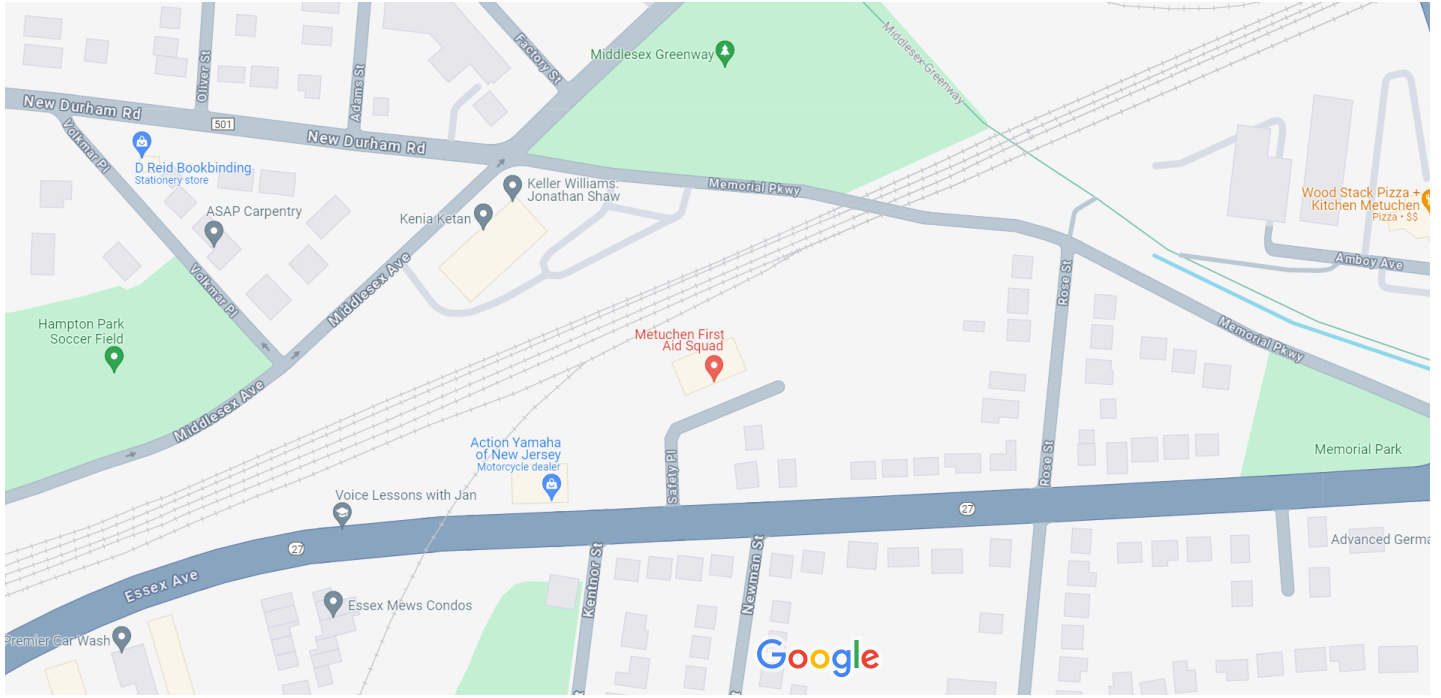 Middlesex Greenway
Middlesex Greenway
Factory St
Oliver St
Adams St
New Durham Rd
501
New Durham Rd
Volkmar Pl
D Reid Bookbinding
Stationery store
ASAP Carpentry
Keller Williams:
Jonathan Shaw
Kenia Ketan
Memorial Pkwy
Wood Stack Pizza +
Kitchen Metuchen
Pizza • $$
Amboy Ave
Rose St
Volkmar Pl
Middlesex Ave
Hampton Park
Soccer Field
Metuchen First
Aid Squad
Memorial Pkwy
Middlesex Ave
Action Yamaha
of New Jersey
Motorcycle dealer
Safety Pl
Rose St
Memorial Park
Voice Lessons with Jan
27
27
Advanced Germa
Essex Ave
Kentnor St
Newman St
Essex Mews Condos
Premier Car Wash
Google